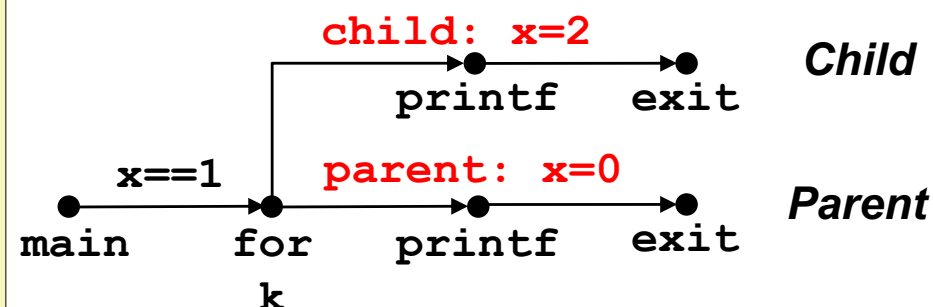 child: x=2
Child
printf exit
x==1 parent: x=0
Parent
main for printf exit
k